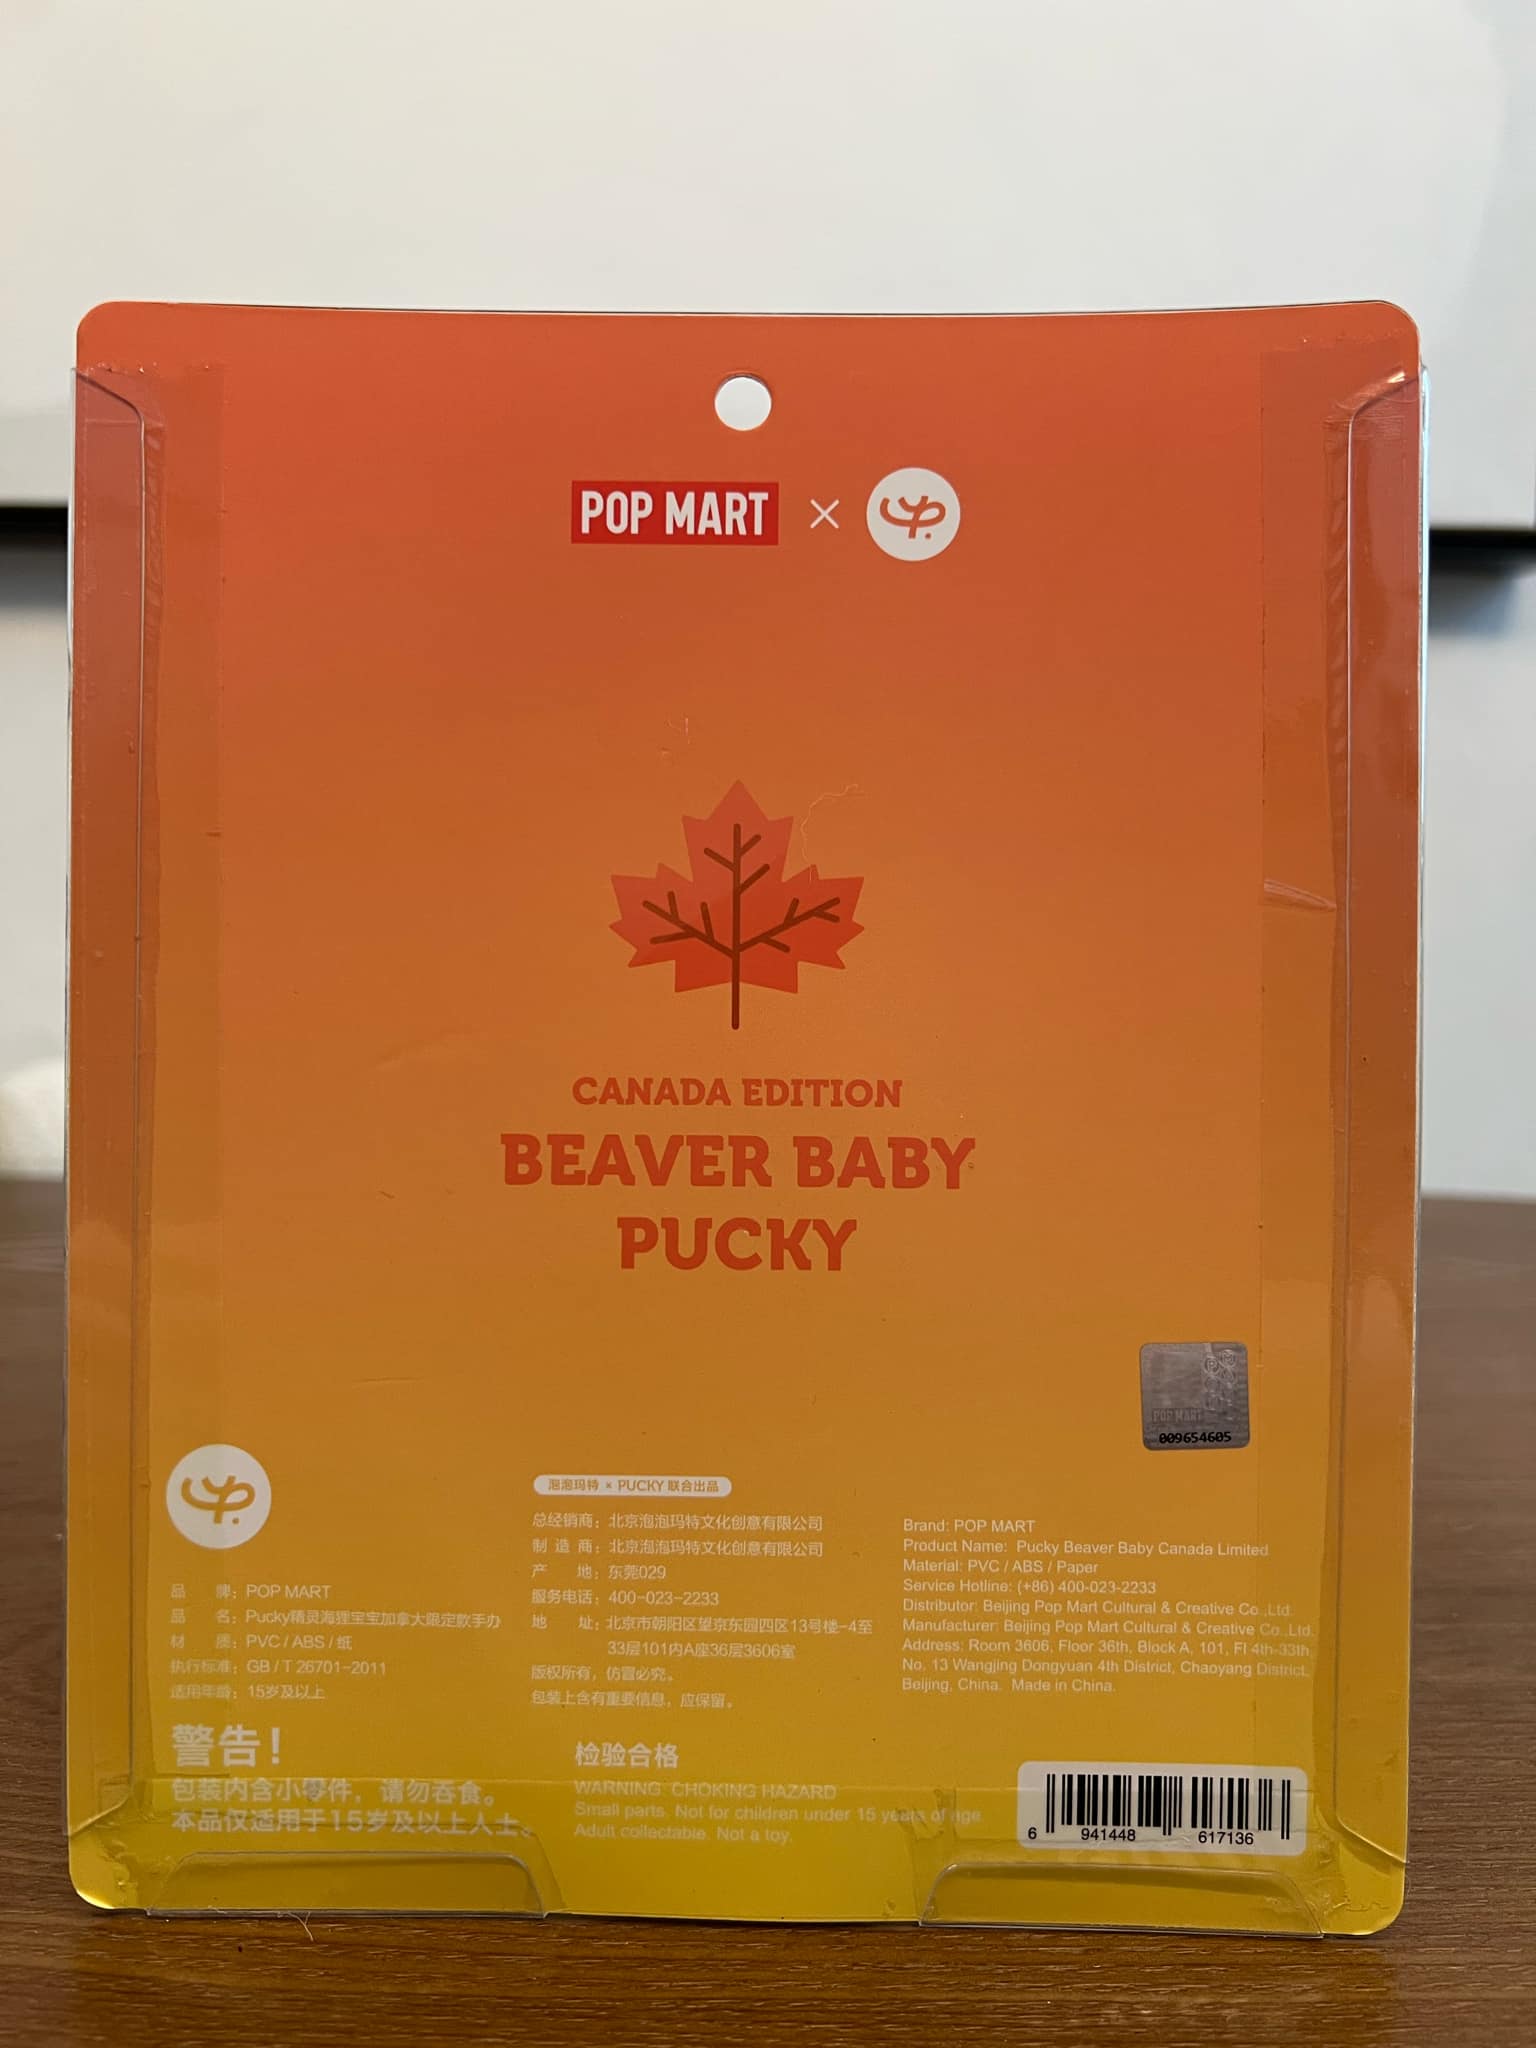 POP MART ×
CANADA EDITION
BEAVER BABY
PUCKY
POP MART
009654605
品 牌：POP MART
品 名：Pucky精灵海狸宝宝加拿大限定款手办
材 质：PVC / ABS / 纸
执行标准：GB / T 26701-2011
适用年龄：15岁及以上
警告！
包装内含小零件，请勿吞食。
本品仅适用于15岁及以上人士。
泡泡玛特 × PUCKY 联合出品
总经销商：北京泡泡玛特文化创意有限公司
制 造 商：北京泡泡玛特文化创意有限公司
产 地：东莞029
服务电话：400-023-2233
地 址：北京市朝阳区望京东园四区13号楼-4至
33层101内A座36层3606室
版权所有，仿冒必究。
包装上含有重要信息，应保留。
检验合格
WARNING: CHOKING HAZARD
Small parts. Not for children under 15 years of age.
Adult collectable. Not a toy.
Brand: POP MART
Product Name: Pucky Beaver Baby Canada Limited
Material: PVC / ABS / Paper
Service Hotline: (+86) 400-023-2233
Distributor: Beijing Pop Mart Cultural & Creative Co.,Ltd.
Manufacturer: Beijing Pop Mart Cultural & Creative Co.,Ltd.
Address: Room 3606, Floor 36th, Block A, 101, Fl 4th-33th,
No. 13 Wangjing Dongyuan 4th District, Chaoyang District,
Beijing, China. Made in China.
6 941448 617136